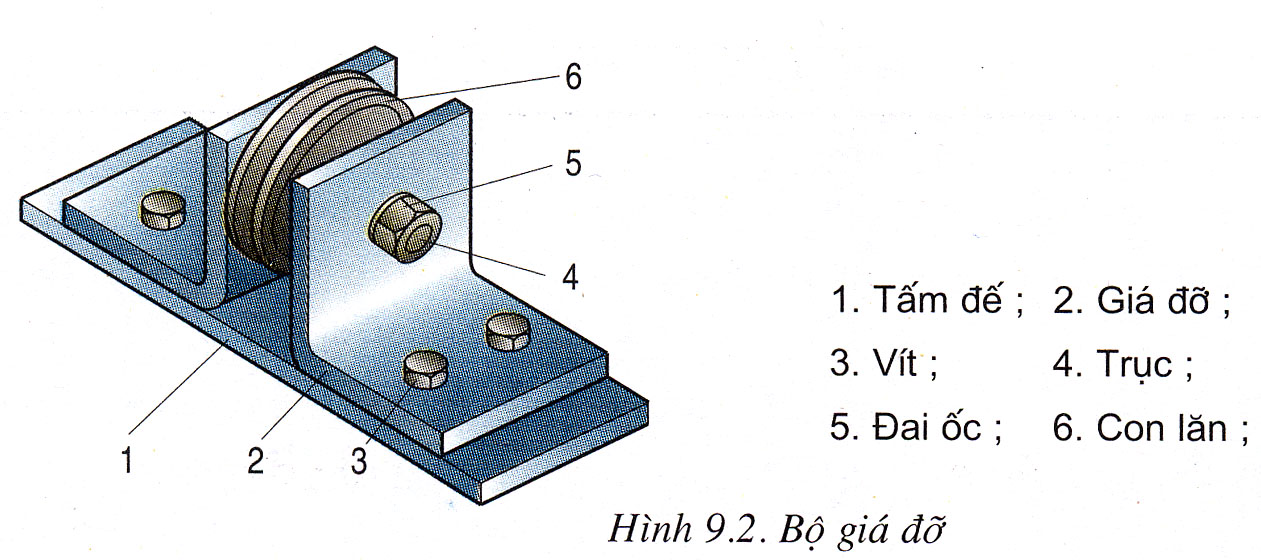 6
5
4
1 2 3
1. Tấm đế ; 2. Giá đỡ ;
3. Vít ; 4. Trục ;
5. Đai ốc ; 6. Con lăn ;
Hình 9.2. Bộ giá đỡ